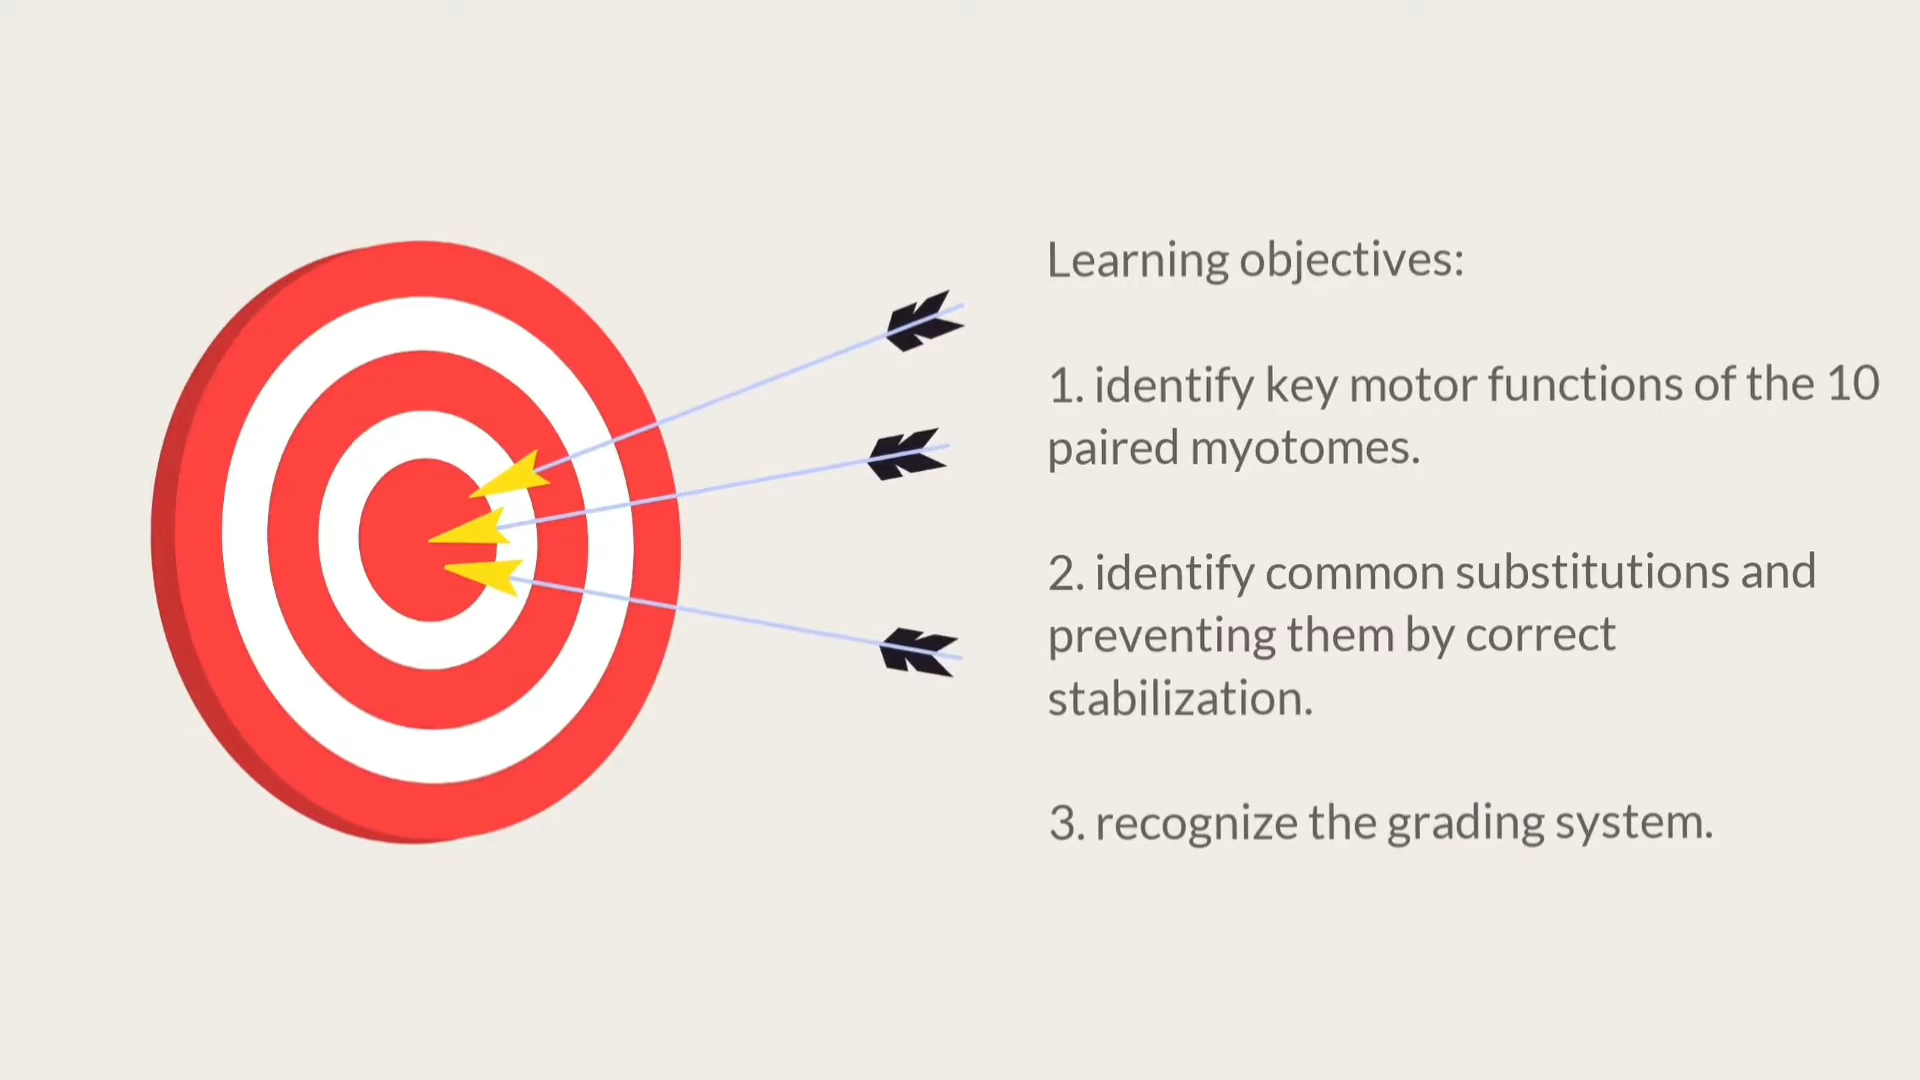 Learning objectives:
1. identify key motor functions of the 10
paired myotomes.
2. identify common substitutions and
preventing them by correct
stabilization.
3. recognize the grading system.